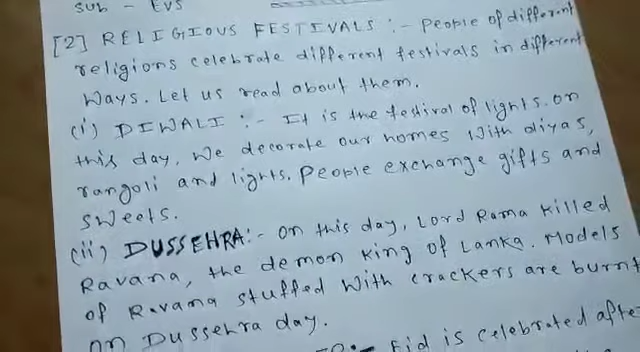 SUB - EVS
[2] RELIGIOUS FESTIVALS :- People of different
religions celebrate different festivals in different
ways. Let us read about them.
(i) DIWALI :- It is the festival of lights. On
this day, we decorate our homes with diyas,
rangoli and lights. People exchange gifts and
sweets.
(ii) DUSSEHRA:- On this day, Lord Rama killed
Ravana, the demon king of Lanka. Models
of Ravana stuffed with crackers are burnt
on Dussehra day.
Eid is celebrated after